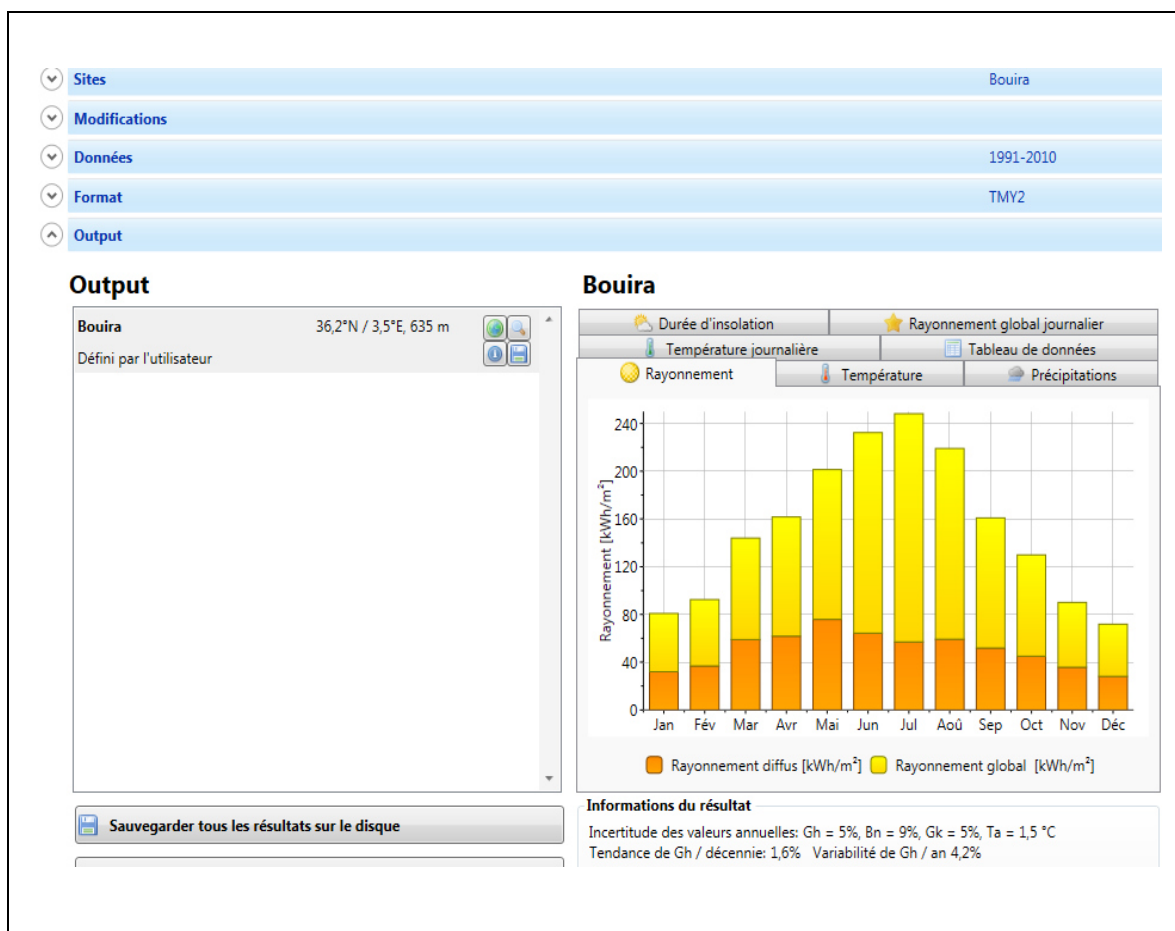 Sites Bouira
Modifications
Données 1991-2010
Format TMY2
Output
Output
Bouira 36,2°N / 3,5°E, 635 m
Défini par l'utilisateur
Sauvegarder tous les résultats sur le disque
Bouira
Durée d'insolation Rayonnement global journalier
Température journalière Tableau de données
Rayonnement Température Précipitations
Rayonnement [kWh/m²]
240
200
160
120
80
40
0
Jan Fév Mar Avr Mai Jun Jul Aoû Sep Oct Nov Déc
Rayonnement diffus [kWh/m²] Rayonnement global [kWh/m²]
Informations du résultat
Incertitude des valeurs annuelles: Gh = 5%, Bn = 9%, Gk = 5%, Ta = 1,5 °C
Tendance de Gh / décennie: 1,6% Variabilité de Gh / an 4,2%